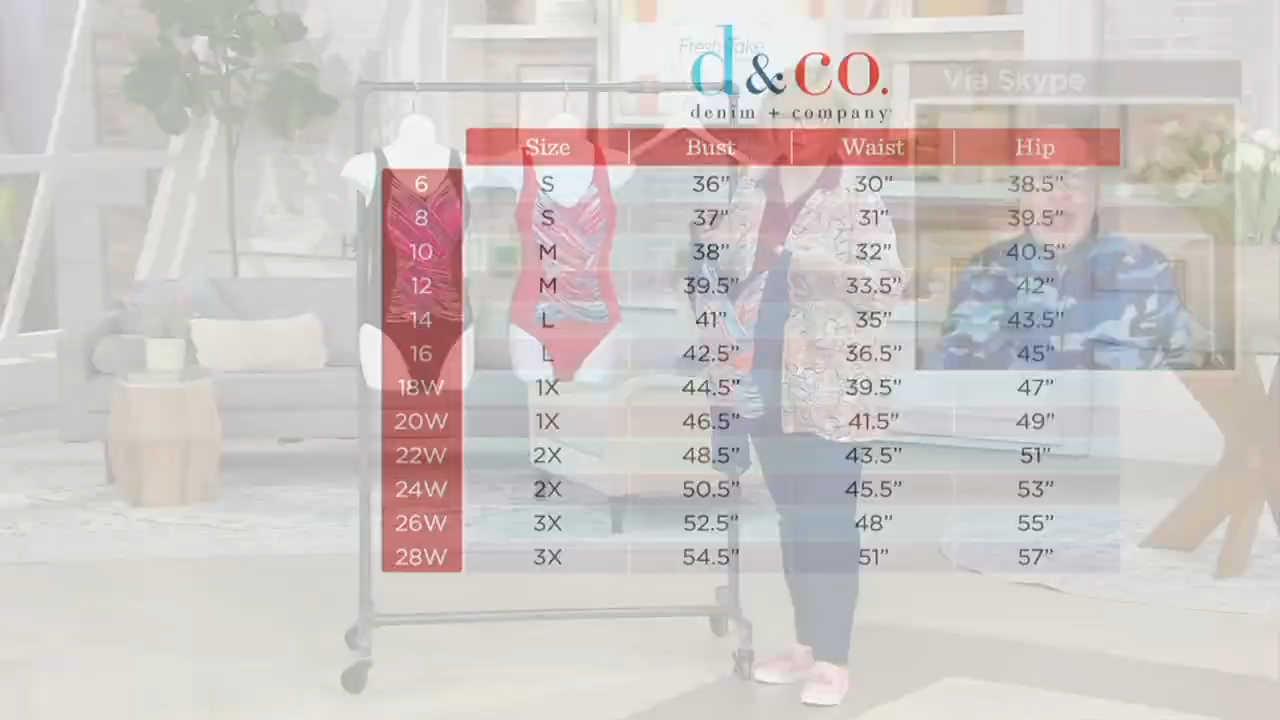 Fresh Take
d&co.
Via Skype
denim + company
Size Bust Waist Hip
6 S 36” 30” 38.5”
8 S 37” 31” 39.5”
10 M 38” 32” 40.5”
12 M 39.5” 33.5” 42”
14 L 41” 35” 43.5”
16 L 42.5” 36.5” 45”
18W 1X 44.5” 39.5” 47”
20W 1X 46.5” 41.5” 49”
22W 2X 48.5” 43.5” 51”
24W 2X 50.5” 45.5” 53”
26W 3X 52.5” 48” 55”
28W 3X 54.5” 51” 57”